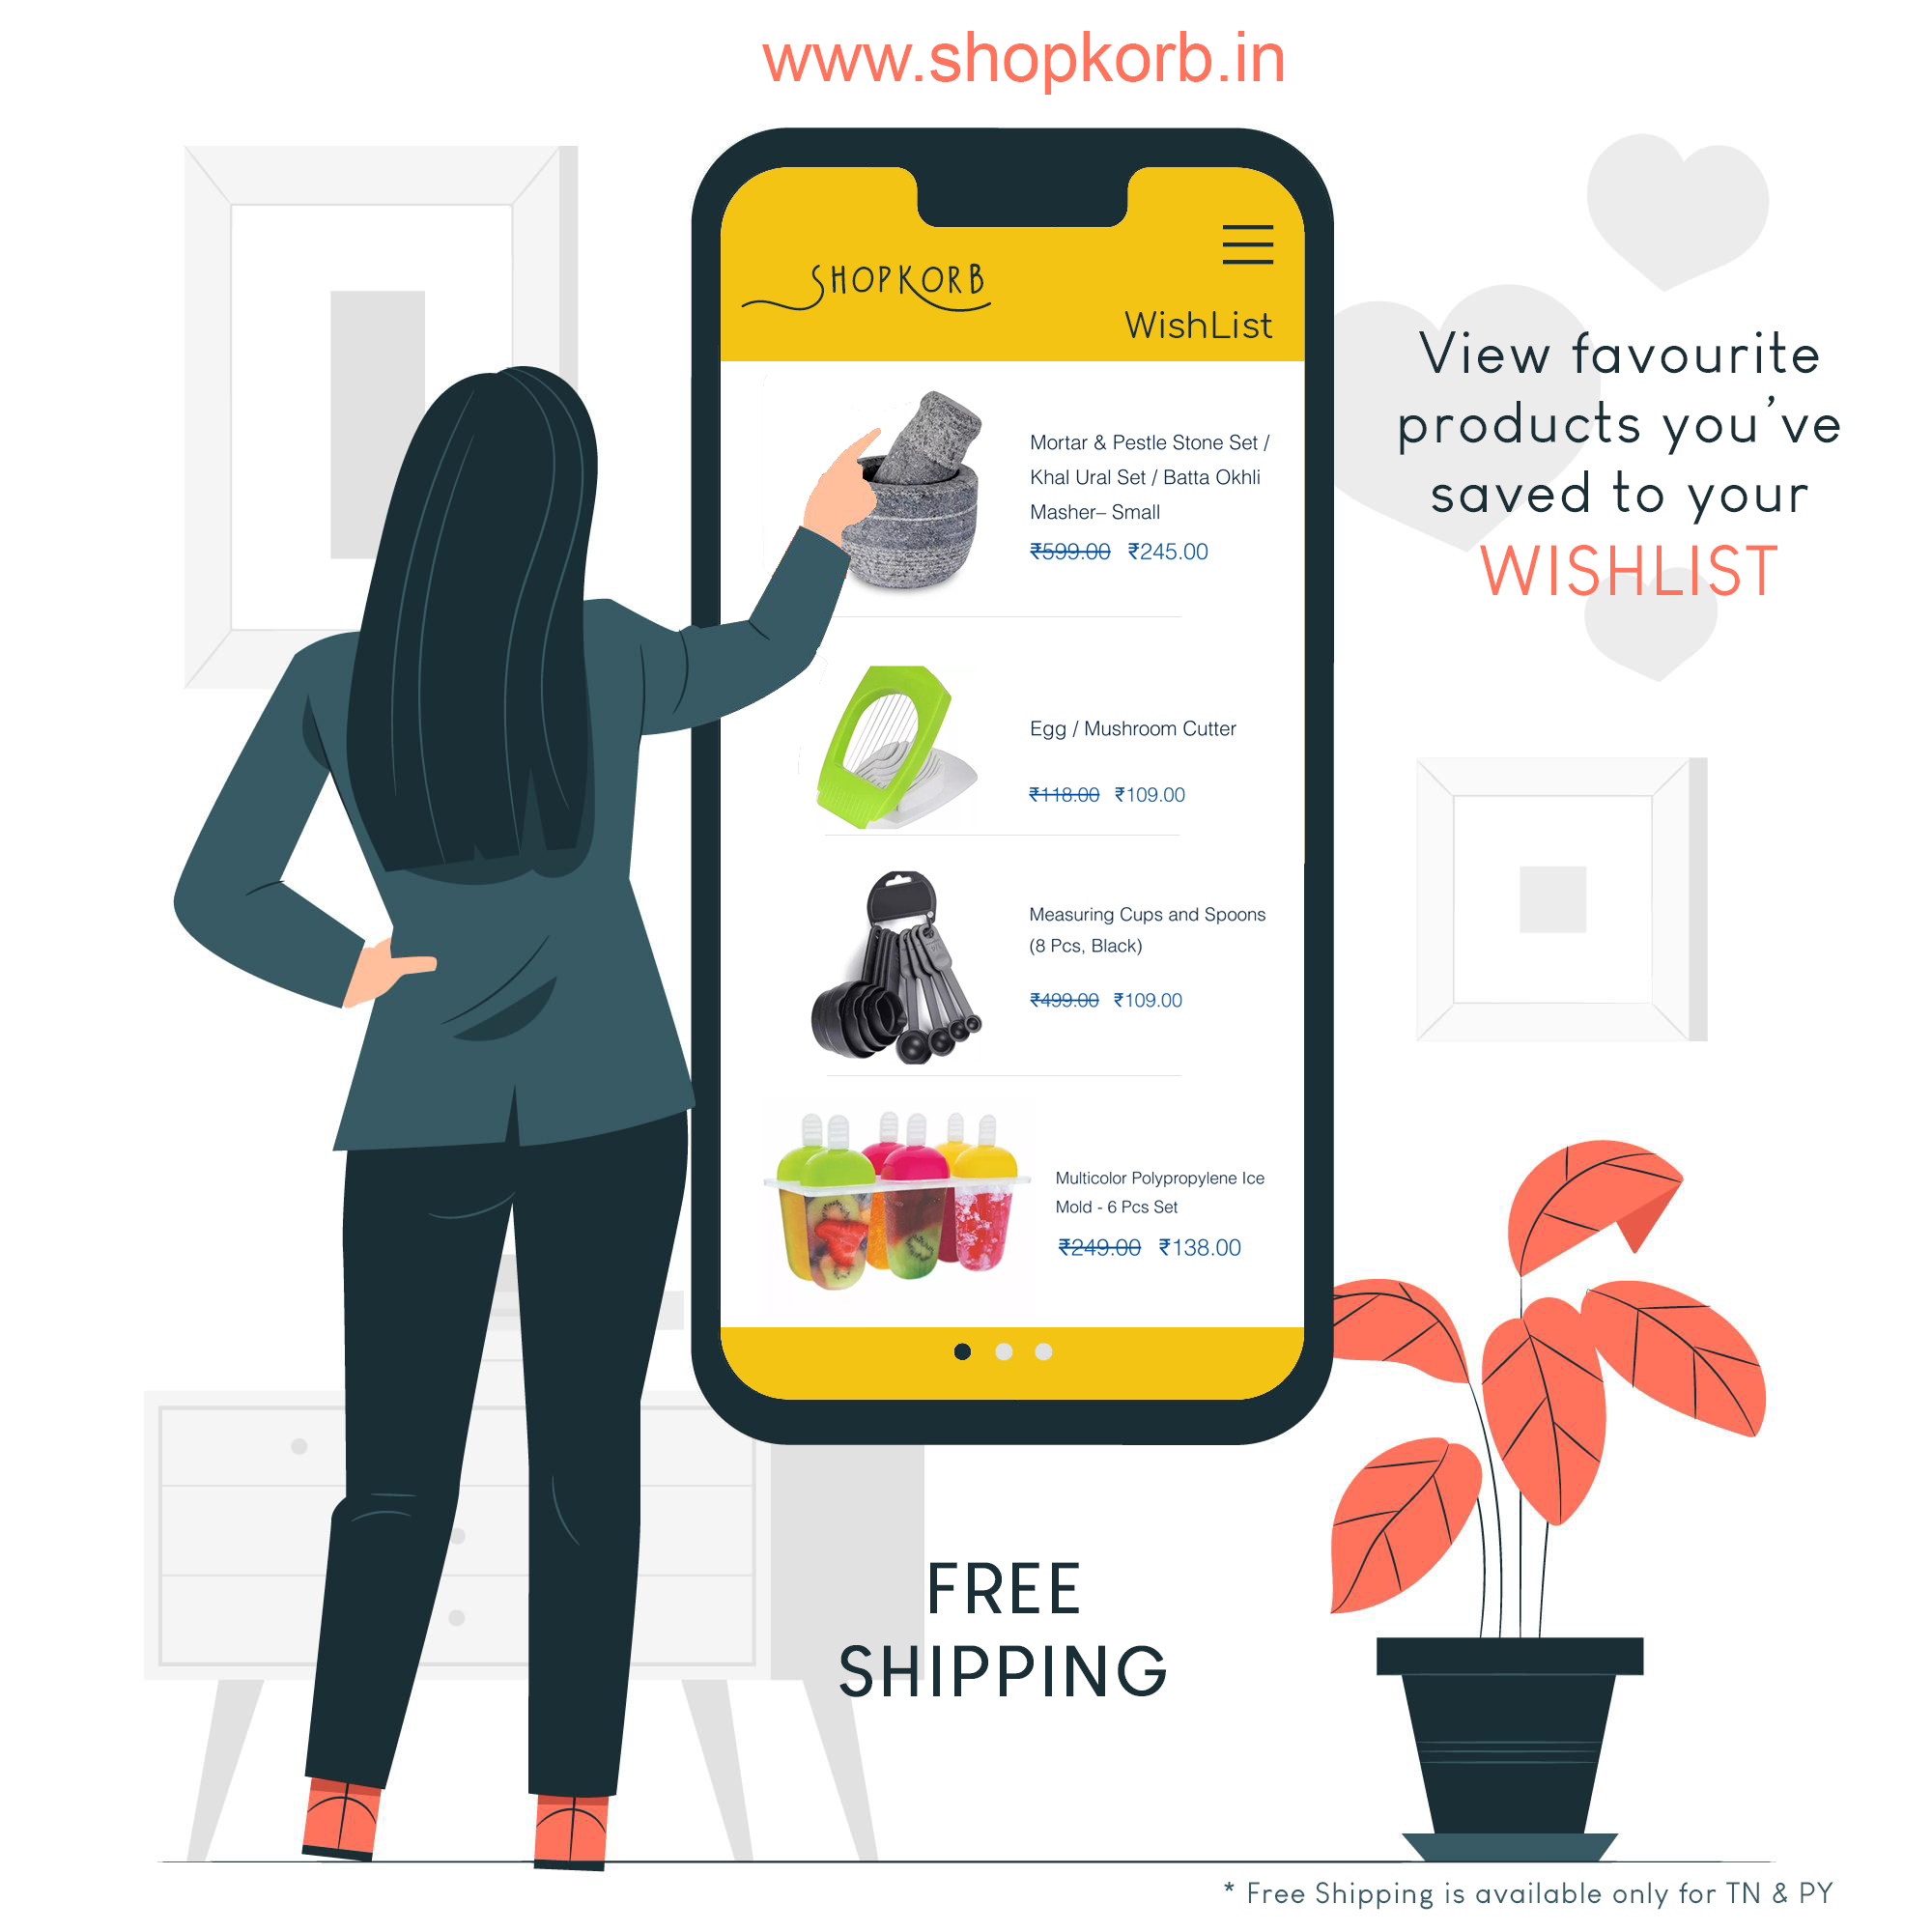 www.shopkorb.in
SHOPKORB
WishList
Mortar & Pestle Stone Set /
Khal Ural Set / Batta Okhli
Masher– Small
₹599.00 ₹245.00
Egg / Mushroom Cutter
₹118.00 ₹109.00
Measuring Cups and Spoons
(8 Pcs, Black)
₹499.00 ₹109.00
Multicolor Polypropylene Ice
Mold - 6 Pcs Set
₹249.00 ₹138.00
View favourite
products you've
saved to your
WISHLIST
FREE
SHIPPING
* Free Shipping is available only for TN & PY